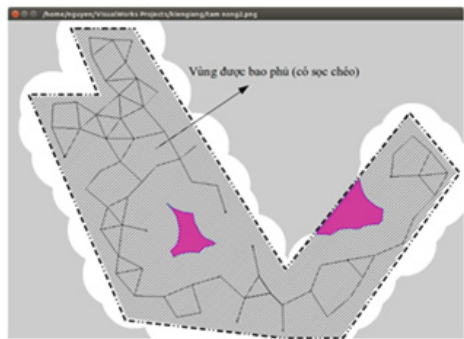 /home/nguyen/VisualWorks Projects/kiengiang/tam nong2.png
Vùng được bao phủ (có sọc chéo)